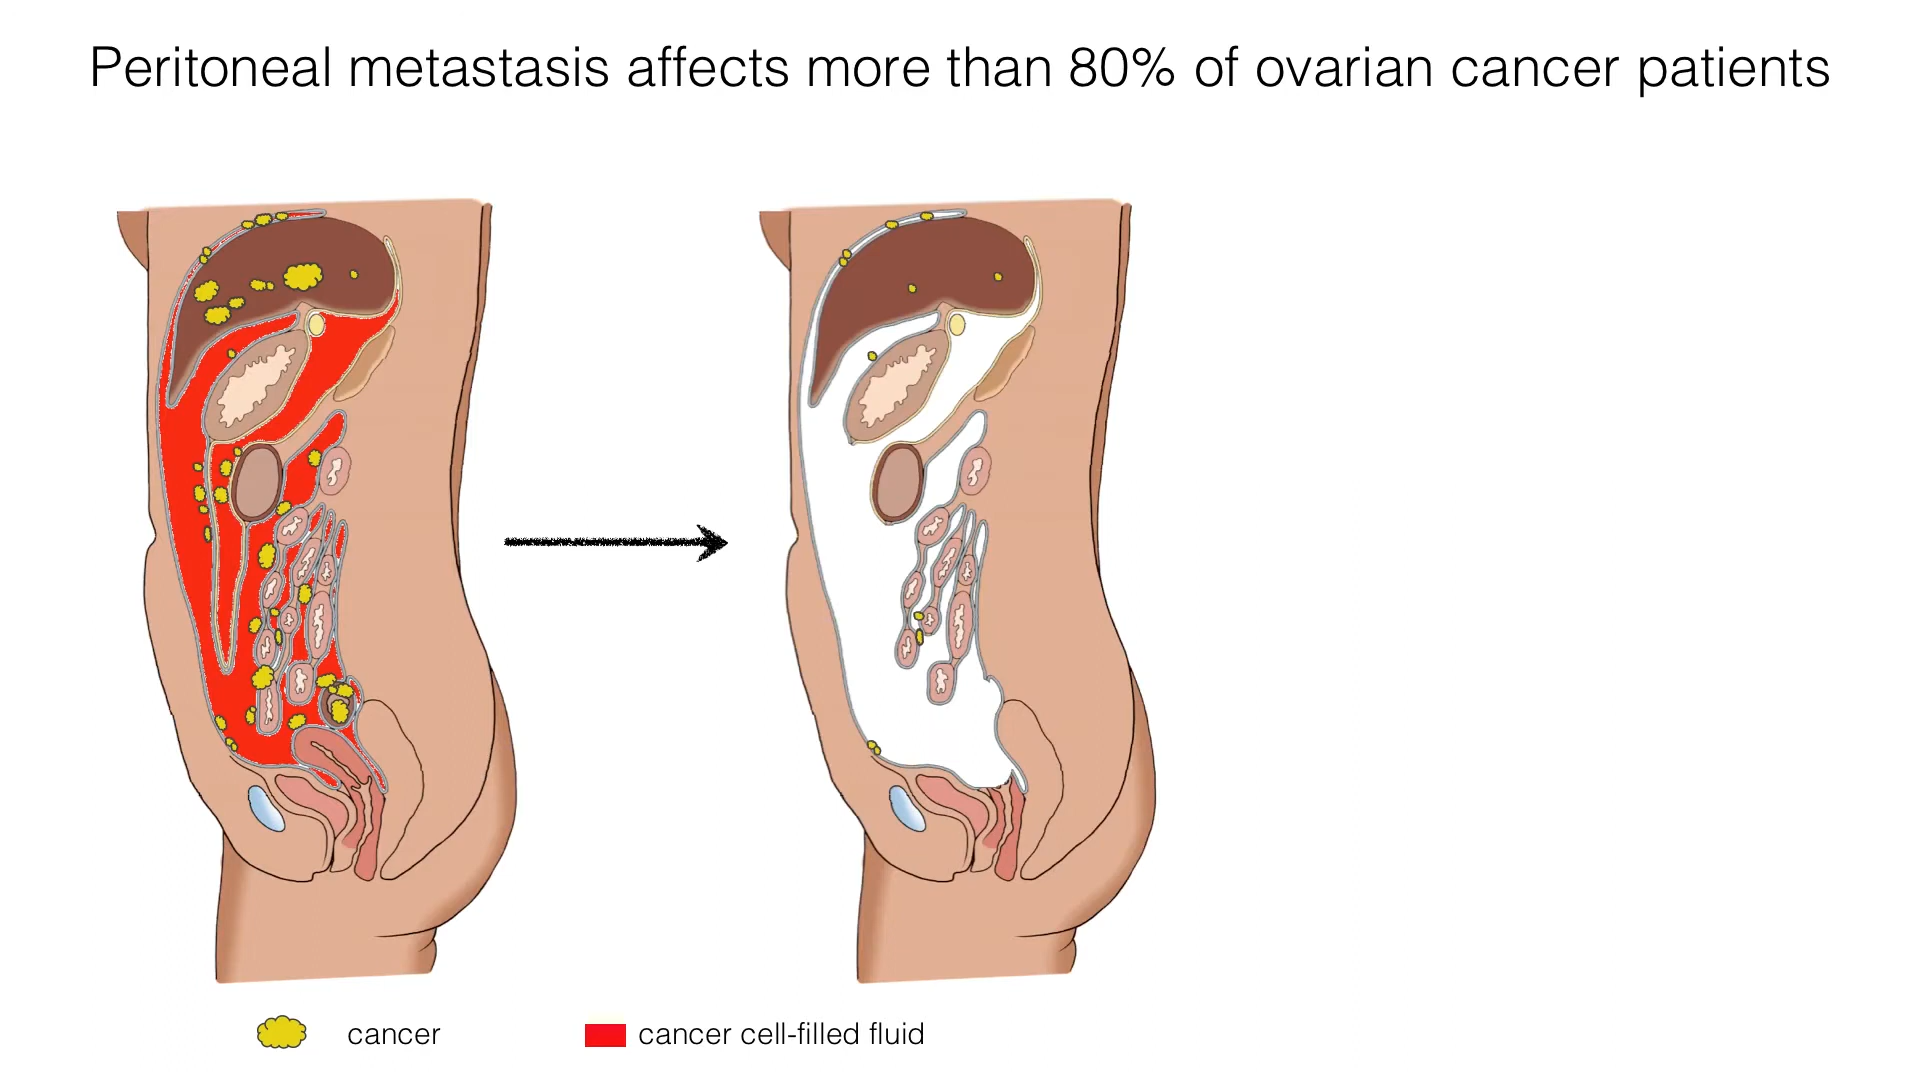 Peritoneal metastasis affects more than 80% of ovarian cancer patients
cancer
cancer cell-filled fluid